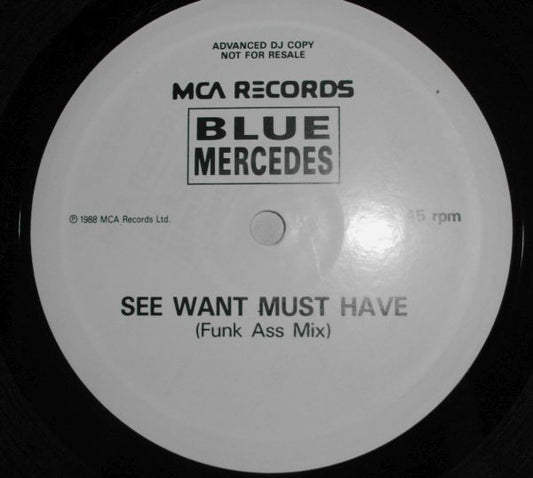 ADVANCED DJ COPY
NOT FOR RESALE
MCA RECORDS
BLUE
MERCEDES
℗ 1988 MCA Records Ltd.
45 rpm
SEE WANT MUST HAVE
(Funk Ass Mix)